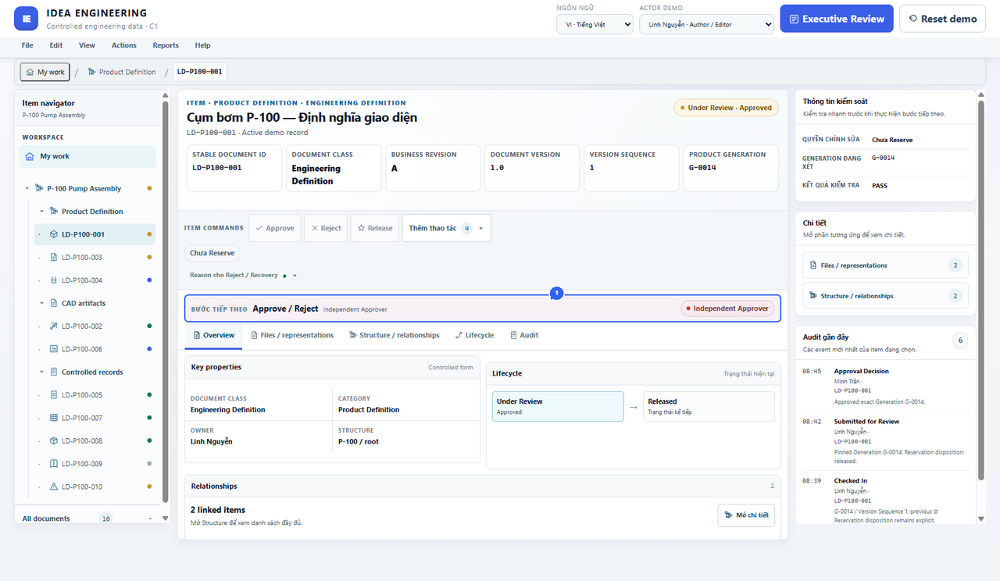 IDEA ENGINEERING
Controlled engineering data · C1
NGÔN NGỮ
VI · Tiếng Việt
ACTOR DEMO
Linh Nguyễn · Author / Editor
Executive Review
Reset demo
File Edit View Actions Reports Help
My work / Product Definition / LD-P100-001
Item navigator
P-100 Pump Assembly
WORKSPACE
My work
P-100 Pump Assembly
Product Definition
LD-P100-001
LD-P100-003
LD-P100-004
CAD artifacts
LD-P100-002
LD-P100-006
Controlled records
LD-P100-005
LD-P100-007
LD-P100-008
LD-P100-009
LD-P100-010
All documents 10
ITEM · PRODUCT DEFINITION · ENGINEERING DEFINITION
Cụm bơm P-100 — Định nghĩa giao diện
LD-P100-001 · Active demo record
Under Review · Approved
STABLE DOCUMENT ID
LD-P100-001
DOCUMENT CLASS
Engineering
Definition
BUSINESS REVISION
A
DOCUMENT VERSION
1.0
VERSION SEQUENCE
1
PRODUCT GENERATION
G-0014
ITEM COMMANDS
Approve
Reject
Release
Thêm thao tác 4
Chưa Reserve
Reason cho Reject / Recovery
1
BƯỚC TIẾP THEO Approve / Reject Independent Approver
Independent Approver
Overview
Files / representations
Structure / relationships
Lifecycle
Audit
Key properties
Controlled form
DOCUMENT CLASS
Engineering Definition
CATEGORY
Product Definition
OWNER
Linh Nguyễn
STRUCTURE
P-100 / root
Lifecycle
Trạng thái hiện tại
Under Review
Approved
→
Released
Trạng thái kế tiếp
Relationships
2
2 linked items
Mở Structure để xem danh sách đầy đủ.
Mở chi tiết
Thông tin kiểm soát
Kiểm tra nhanh trước khi thực hiện bước tiếp theo.
QUYỀN CHỈNH SỬA Chưa Reserve
GENERATION ĐANG XÉT G-0014
KẾT QUẢ KIỂM TRA PASS
Chi tiết
Mở phần tương ứng để xem chi tiết.
Files / representations 3
Structure / relationships 2
Audit gần đây
6
Các event mới nhất của item đang chọn.
08:45 Approval Decision
Minh Trần ·
LD-P100-001
Approved exact Generation G-0014.
08:42 Submitted for Review
Linh Nguyễn ·
LD-P100-001
Pinned Generation G-0014; Reservation disposition:
released.
08:39 Checked In
Linh Nguyễn ·
LD-P100-001
G-0014 / Version Sequence 1; previous ∅;
Reservation disposition remains explicit.